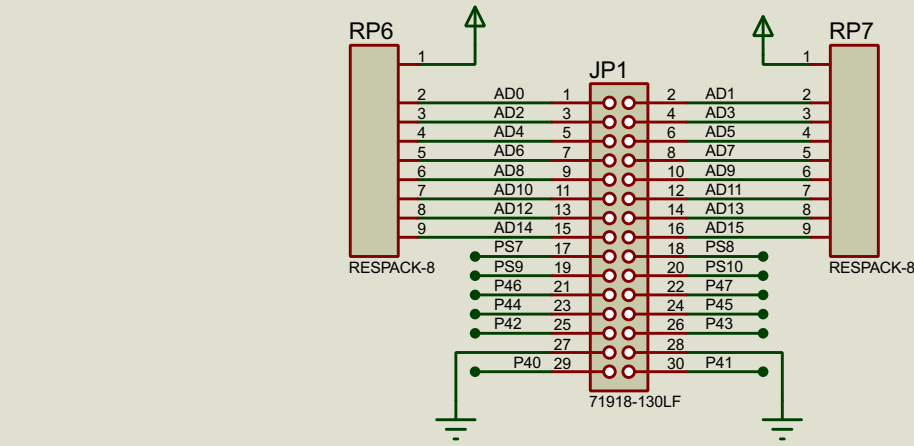 RP6 RP7
JP1
1 1
2 AD0 1 2 AD1 2
3 AD2 3 4 AD3 3
4 AD4 5 6 AD5 4
5 AD6 7 8 AD7 5
6 AD8 9 10 AD9 6
7 AD10 11 12 AD11 7
8 AD12 13 14 AD13 8
9 AD14 15 16 AD15 9
PS7 17 18 PS8
RESPACK-8 PS9 19 20 PS10 RESPACK-8
P46 21 22 P47
P44 23 24 P45
P42 25 26 P43
27 28
P40 29 30 P41
71918-130LF